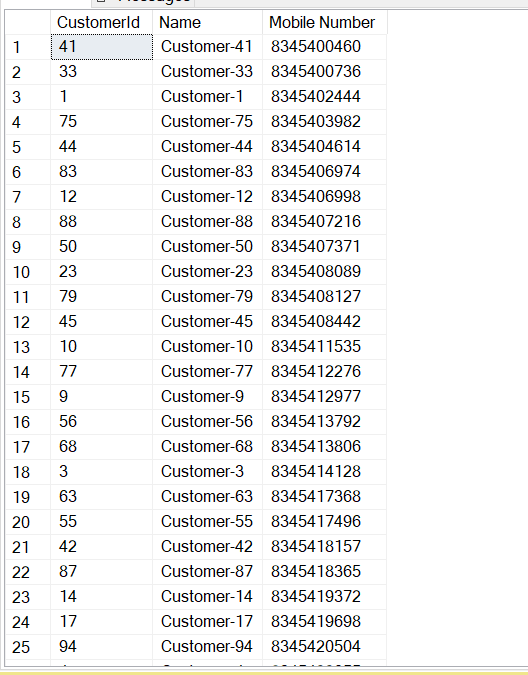 Messages
CustomerId Name Mobile Number
1 41 Customer-41 8345400460
2 33 Customer-33 8345400736
3 1 Customer-1 8345402444
4 75 Customer-75 8345403982
5 44 Customer-44 8345404614
6 83 Customer-83 8345406974
7 12 Customer-12 8345406998
8 88 Customer-88 8345407216
9 50 Customer-50 8345407371
10 23 Customer-23 8345408089
11 79 Customer-79 8345408127
12 45 Customer-45 8345408442
13 10 Customer-10 8345411535
14 77 Customer-77 8345412276
15 9 Customer-9 8345412977
16 56 Customer-56 8345413792
17 68 Customer-68 8345413806
18 3 Customer-3 8345414128
19 63 Customer-63 8345417368
20 55 Customer-55 8345417496
21 42 Customer-42 8345418157
22 87 Customer-87 8345418365
23 14 Customer-14 8345419372
24 17 Customer-17 8345419698
25 94 Customer-94 8345420504